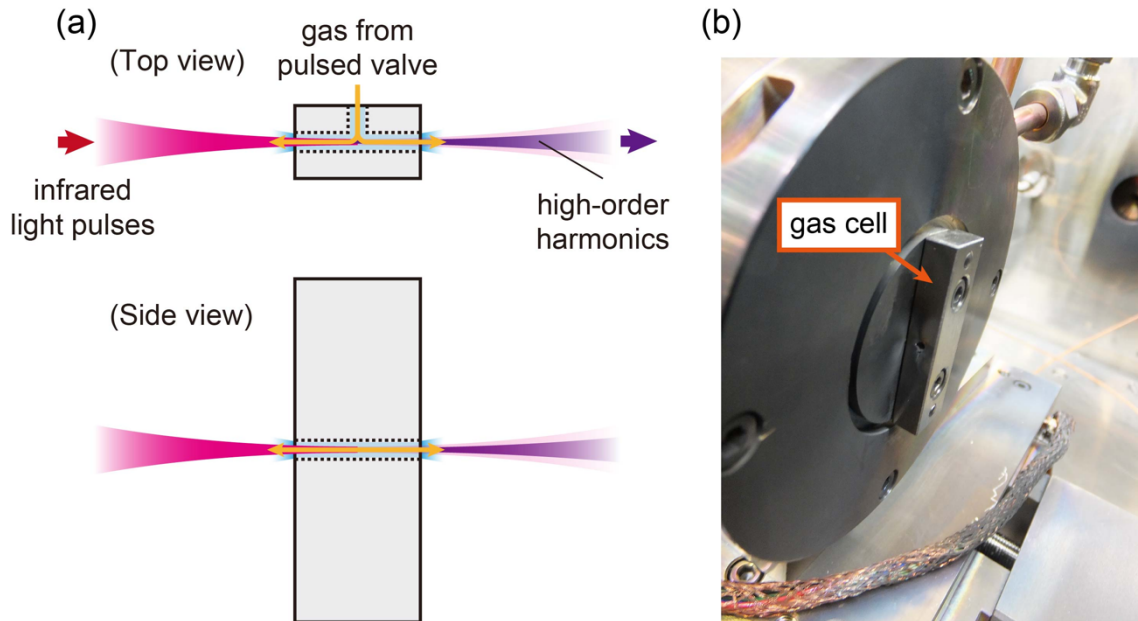 (a)
(Top view)
gas from
pulsed valve
infrared
light pulses
high-order
harmonics
(Side view)
(b)
gas cell